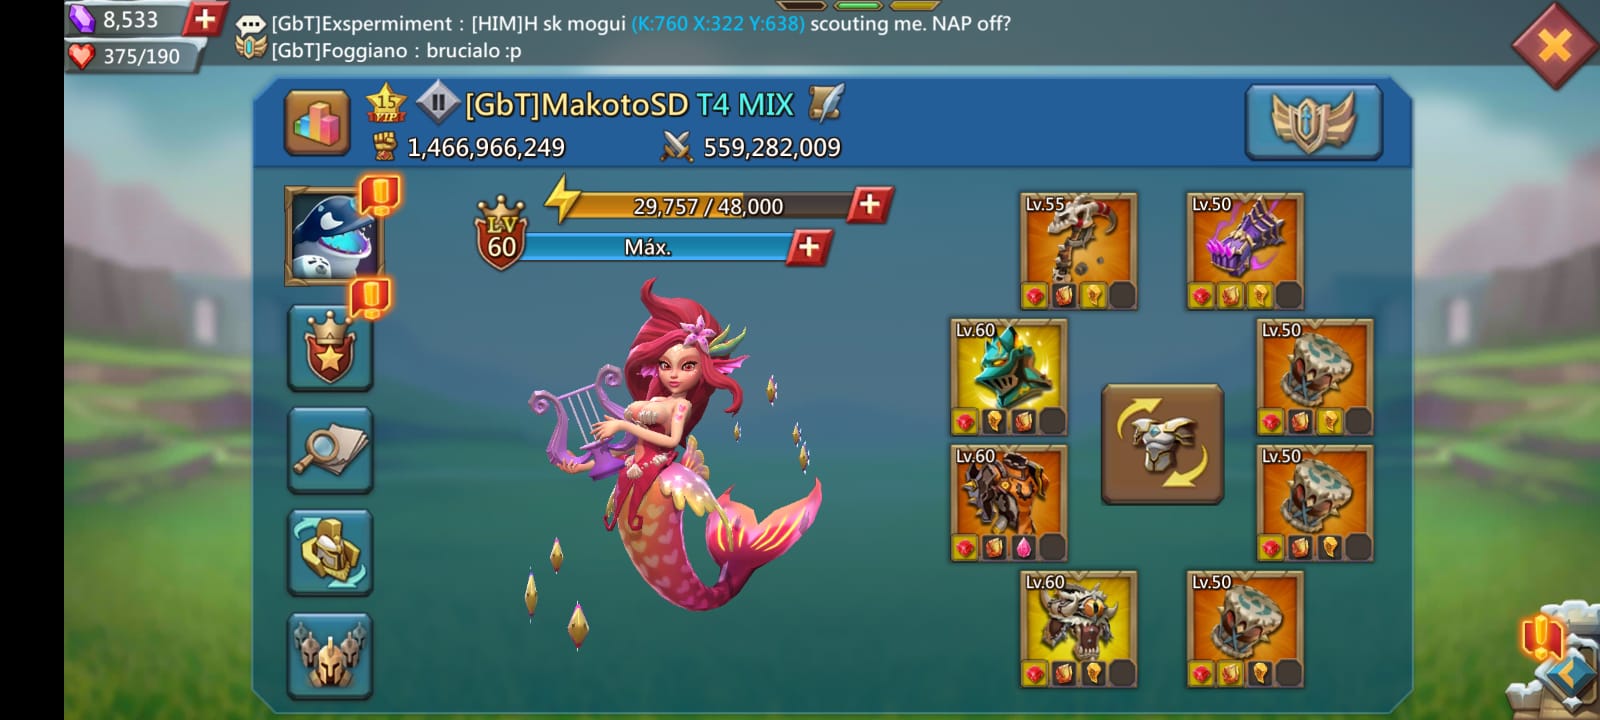 8,533
[GbT]Exspermiment : [HIM]H sk mogui (K:760 X:322 Y:638) scouting me. NAP off?
375/190
[GbT]Foggiano : brucialo :p
15
VIP
[GbT]MakotoSD T4 MIX
1,466,966,249
559,282,009
29,757 / 48,000
LV
60
Máx.
Lv.55
Lv.50
Lv.60
Lv.50
Lv.60
Lv.50
Lv.60
Lv.50